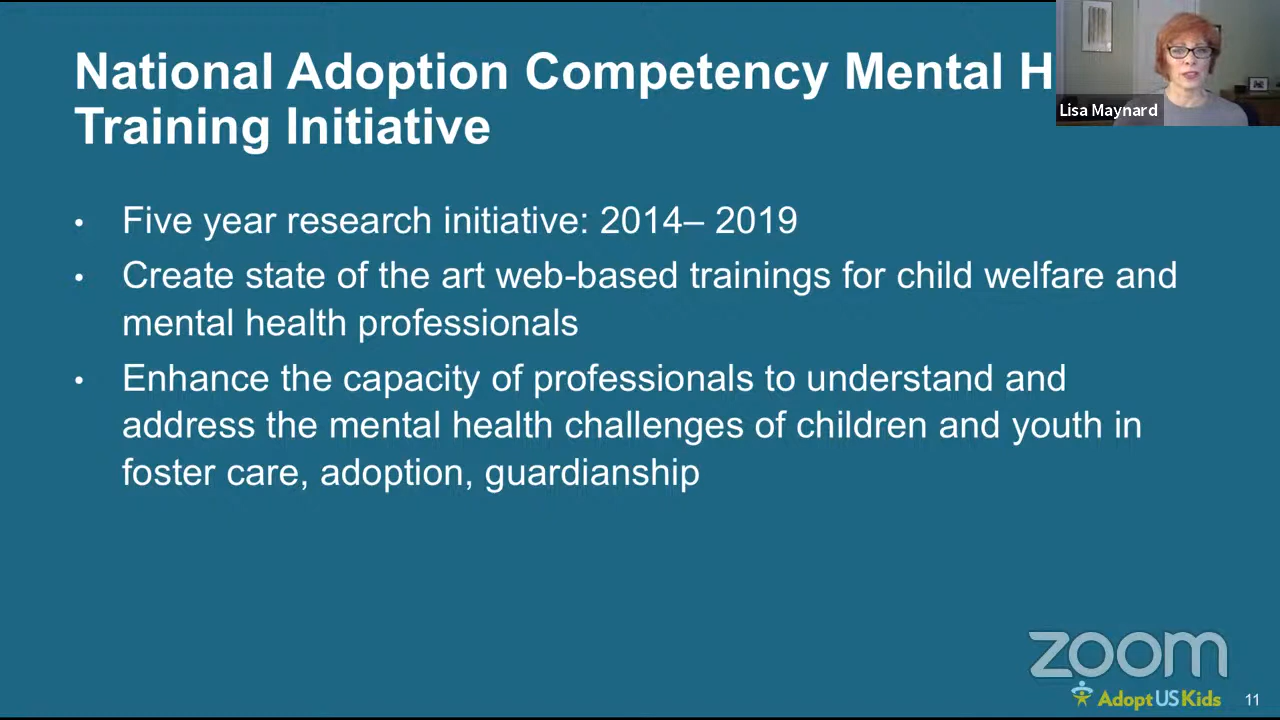 National Adoption Competency Mental H
Training Initiative
Lisa Maynard
• Five year research initiative: 2014– 2019
• Create state of the art web-based trainings for child welfare and
mental health professionals
• Enhance the capacity of professionals to understand and
address the mental health challenges of children and youth in
foster care, adoption, guardianship
zoom
AdoptUSKids
11